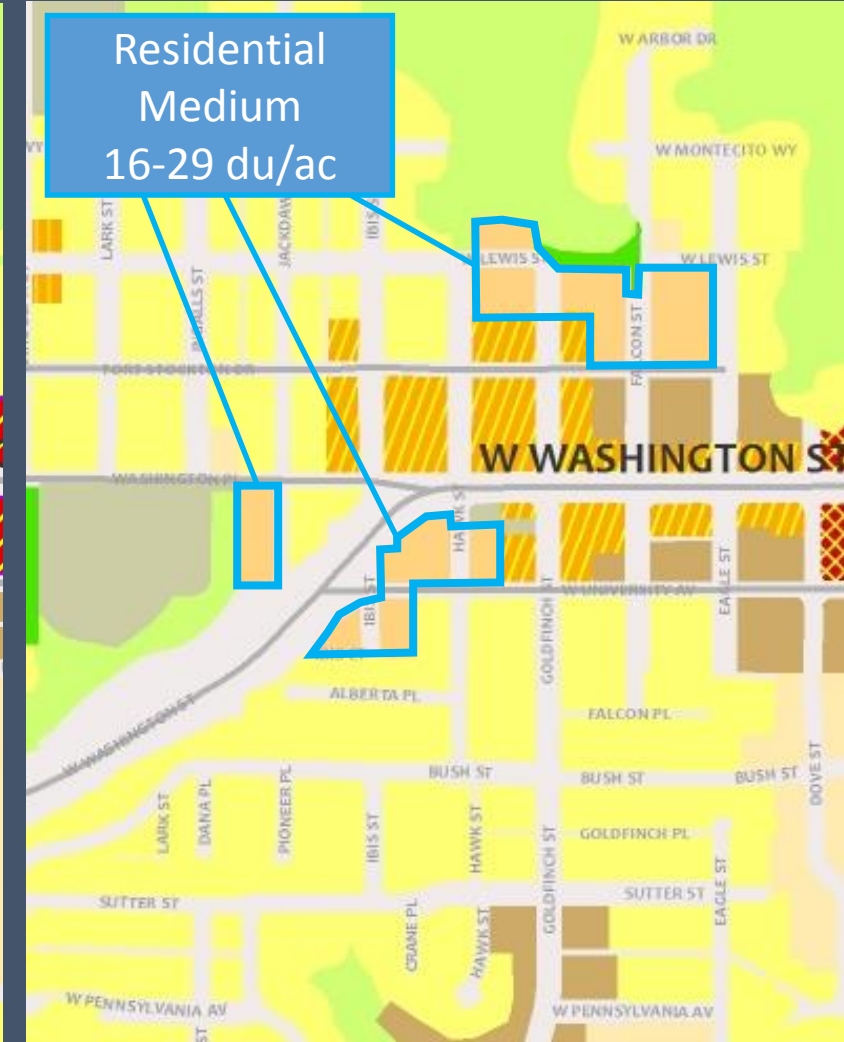 Residential
Medium
16-29 du/ac
W ARBOR DR
W MONTECITO WY
LARK ST
JACKDAW
IBIS S
LEWIS S
W LEWIS ST
FALCON ST
FORT STOCKTON DR
W WASHINGTON ST
WASHINGTON PL
HAWK ST
IBIS ST
W UNIVERSITY AV
EAGLE ST
GOLDFINCH ST
ALBERTA PL
FALCON PL
W WASHINGTON ST
BUSH ST
BUSH ST
BUSH ST
DOVE ST
LARK ST
DANA PL
PIONEER PL
IBIS ST
HAWK ST
GOLDFINCH ST
GOLDFINCH PL
EAGLE ST
SUTTER ST
SUTTER ST
CRANE PL
HAWK ST
W PENNSYLVANIA AV
W PENNSYLVANIA AV
ST